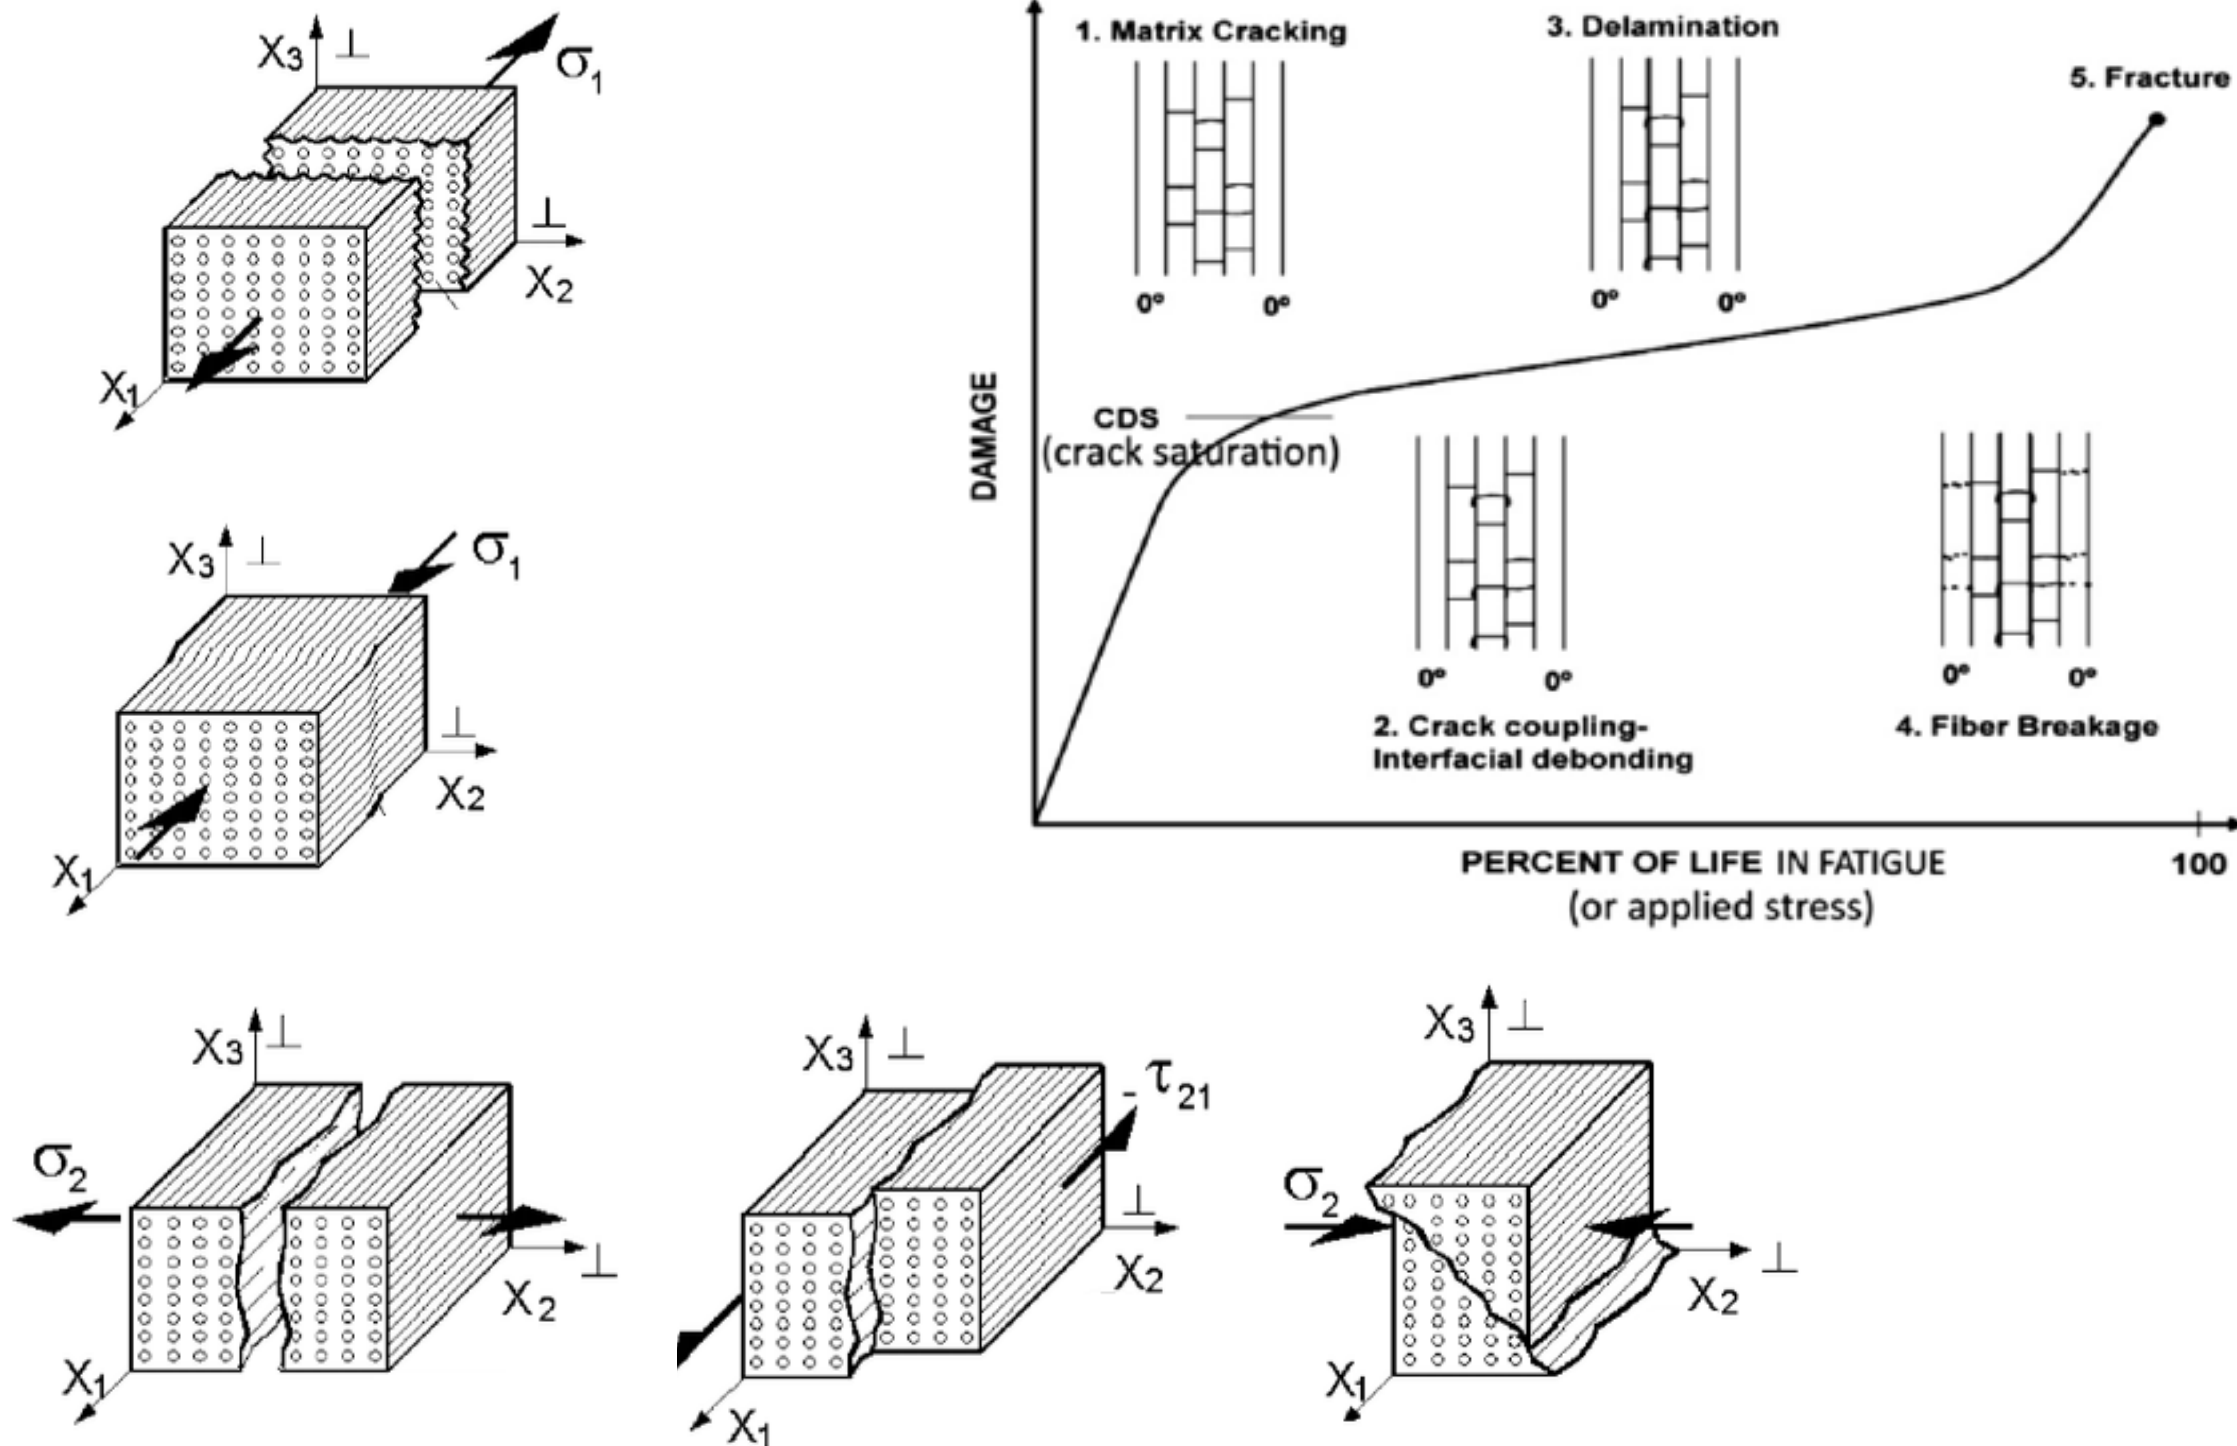 X3 ⊥
σ1
⊥
X2
X1
X3 ⊥
σ1
⊥
X2
X1
1. Matrix Cracking
3. Delamination
5. Fracture
0° 0°
0° 0°
DAMAGE
CDS
(crack saturation)
0° 0°
0° 0°
2. Crack coupling-
Interfacial debonding
4. Fiber Breakage
PERCENT OF LIFE IN FATIGUE
100
(or applied stress)
X3 ⊥
σ2
⊥
X2
X1
X3 ⊥
- τ21
⊥
X2
X1
X3 ⊥
σ2
⊥
X2
X1